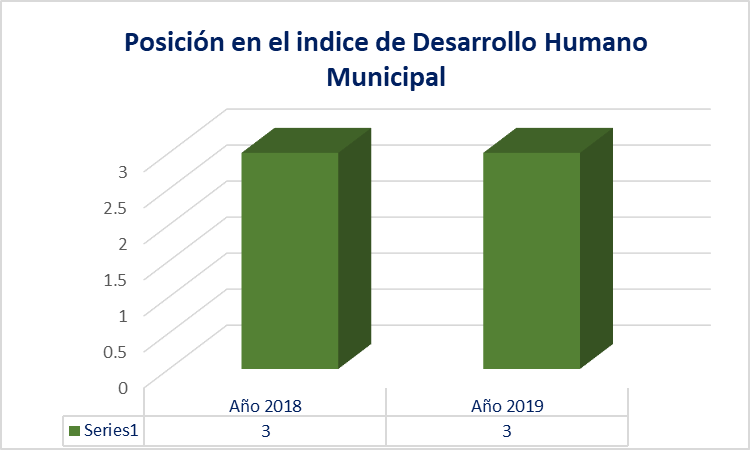 Posición en el indice de Desarrollo Humano
Municipal
3
2.5
2
1.5
1
0.5
0
Año 2018 Año 2019
Series1 3 3